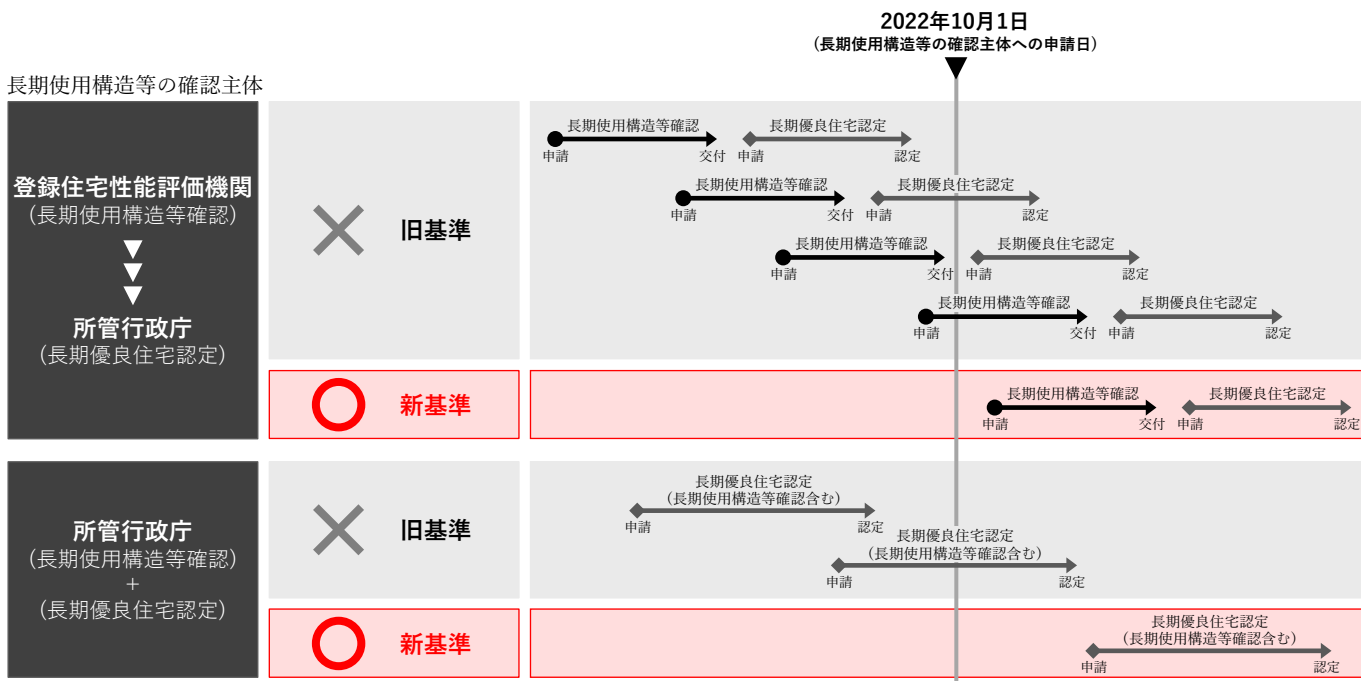 2022年10月1日
(長期使用構造等の確認主体への申請日)
長期使用構造等の確認主体
登録住宅性能評価機関
(長期使用構造等確認)
所管行政庁
(長期優良住宅認定)
旧基準
長期使用構造等確認
長期優良住宅認定
申請
交付
申請
認定
長期使用構造等確認
長期優良住宅認定
申請
交付
申請
認定
長期使用構造等確認
長期優良住宅認定
申請
交付
申請
認定
長期使用構造等確認
長期優良住宅認定
申請
交付
申請
認定
新基準
長期使用構造等確認
長期優良住宅認定
申請
交付
申請
認定
所管行政庁
(長期使用構造等確認)
+
(長期優良住宅認定)
旧基準
長期優良住宅認定
(長期使用構造等確認含む)
申請
認定
長期優良住宅認定
(長期使用構造等確認含む)
申請
認定
新基準
長期優良住宅認定
(長期使用構造等確認含む)
申請
認定